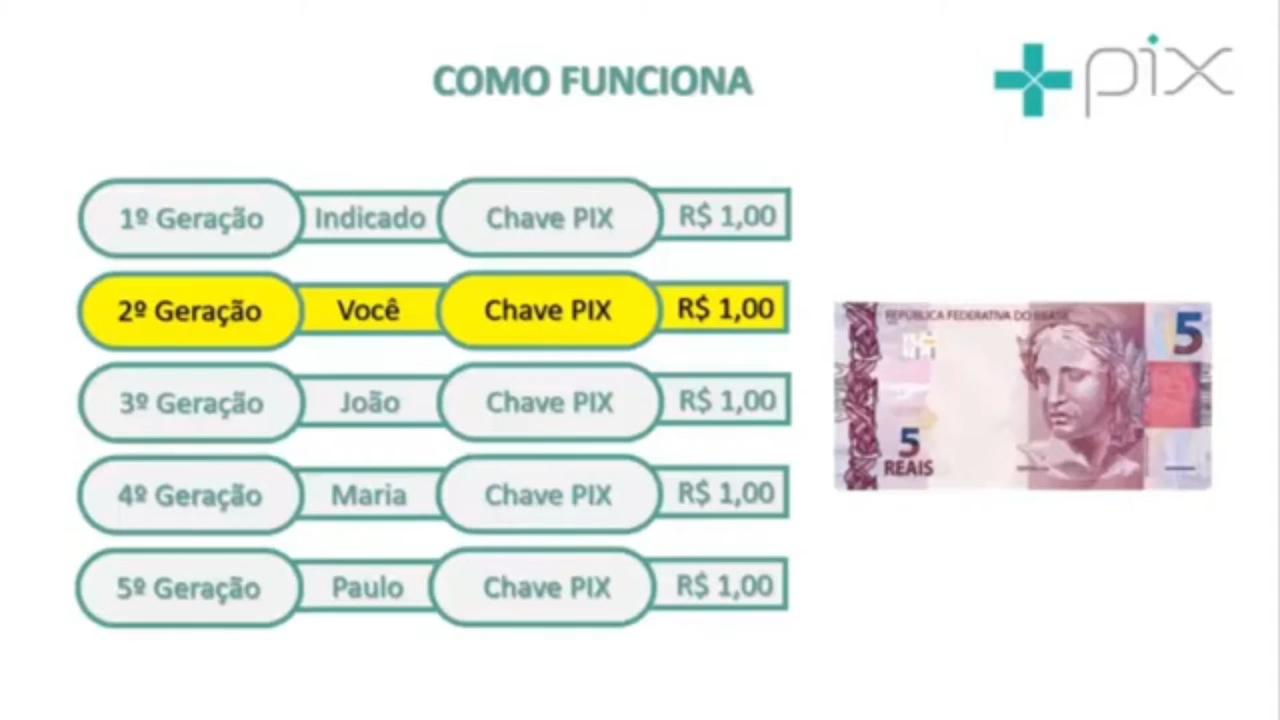 COMO FUNCIONA
pix
1º Geração Indicado Chave PIX R$ 1,00
2º Geração Você Chave PIX R$ 1,00
3º Geração João Chave PIX R$ 1,00
4º Geração Maria Chave PIX R$ 1,00
5º Geração Paulo Chave PIX R$ 1,00
REPÚBLICA FEDERATIVA DO BRASIL
5
5
REAIS